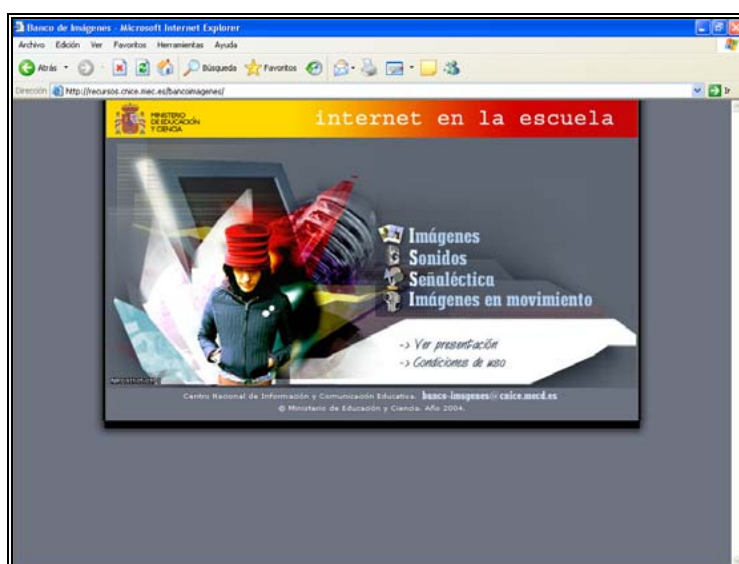 Banco de Imágenes - Microsoft Internet Explorer
Archivo Edición Ver Favoritos Herramientas Ayuda
Atrás Búsqueda Favoritos
Dirección http://recursos.cnice.mec.es/bancoimagenes/ Ir
MINISTERIO
DE EDUCACIÓN
Y CIENCIA
internet en la escuela
Imágenes
Sonidos
Señaléctica
Imágenes en movimiento
-> Ver presentación
-> Condiciones de uso
Centro Nacional de Información y Comunicación Educativa. banco-imagenes@cnice.mecd.es
© Ministerio de Educación y Ciencia. Año 2004.